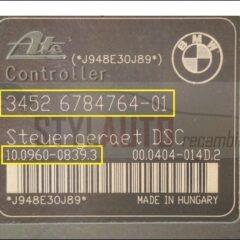 Ate
(*J948E30J89*)
BMW
Controller
3452 6784764-01
Steuergeraet DSC
10.0960-0839.3
00.0404-014D.2
*J948E30J89*
MADE IN HUNGARY